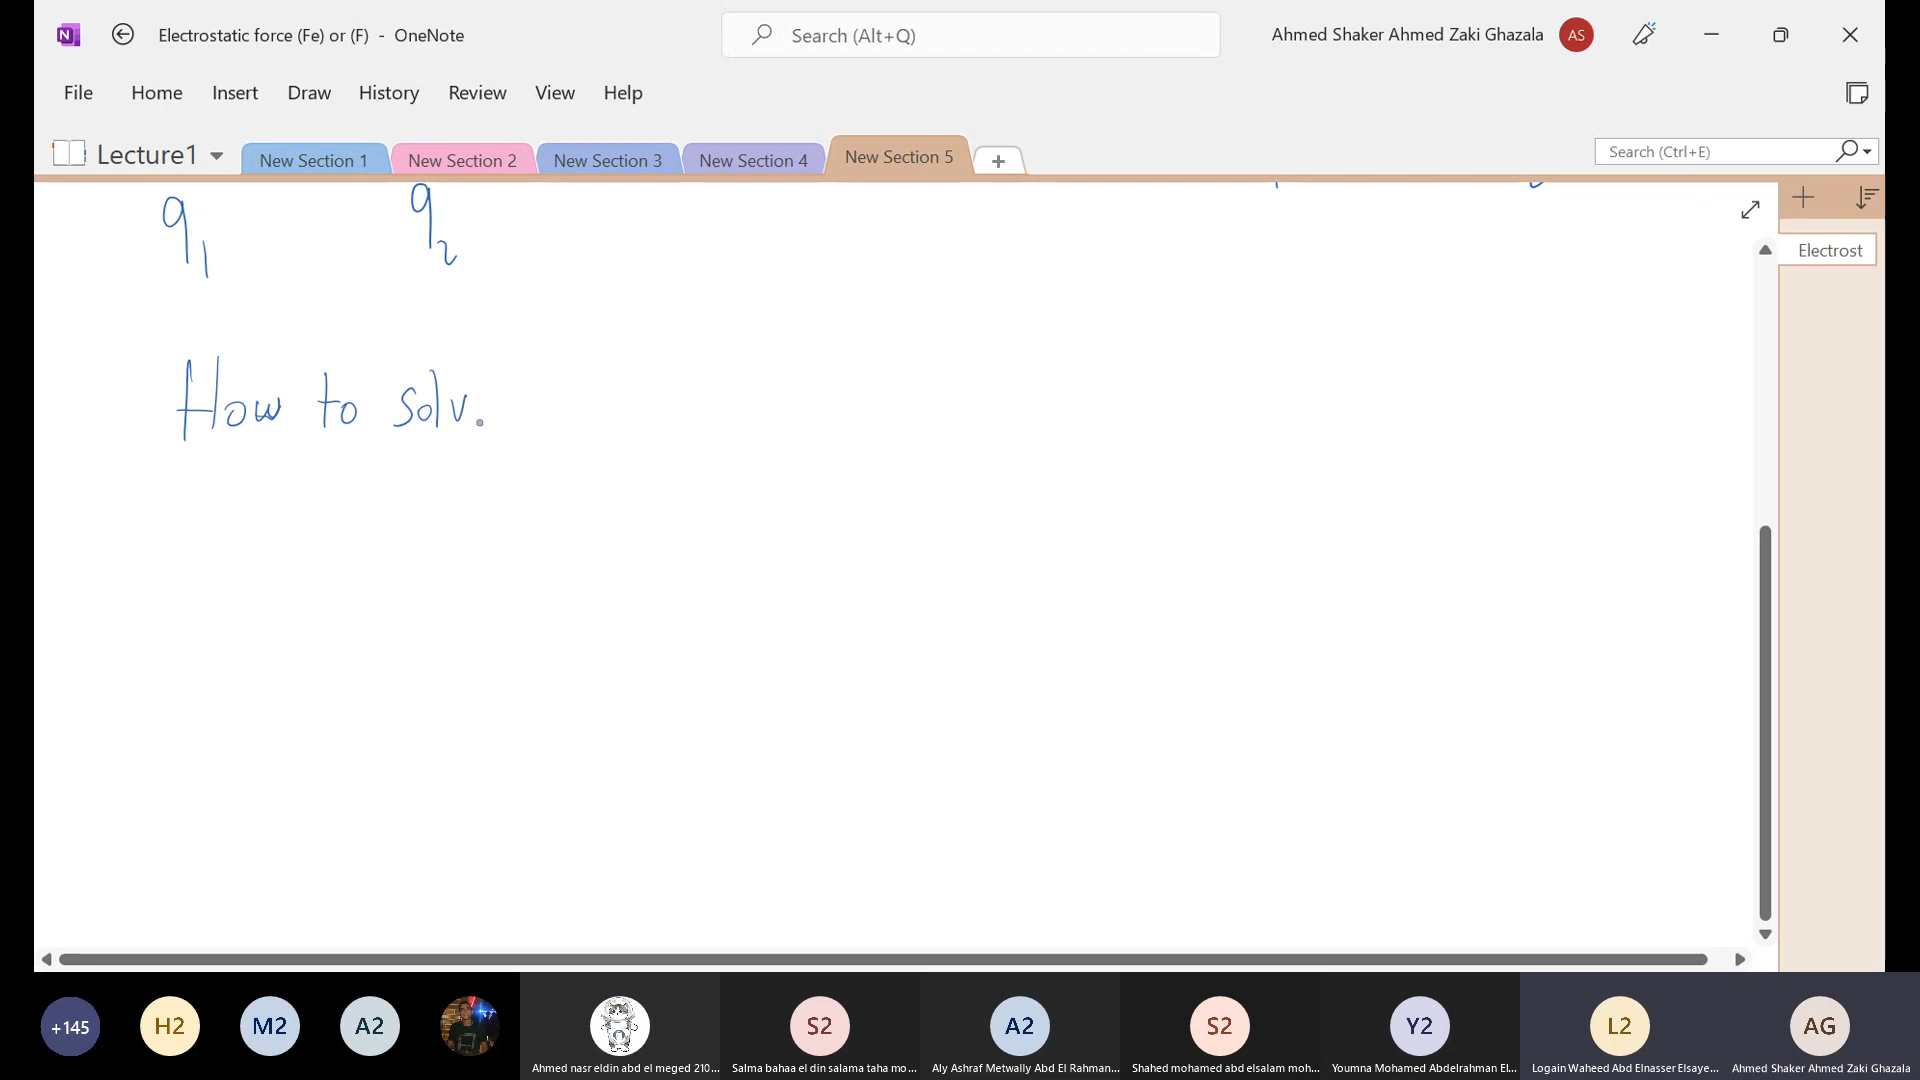 Electrostatic force (Fe) or (F) - OneNote
Search (Alt+Q)
Ahmed Shaker Ahmed Zaki Ghazala
AS
File Home Insert Draw History Review View Help
Lecture1
New Section 1
New Section 2
New Section 3
New Section 4
New Section 5
+
Search (Ctrl+E)
Electrost
q1 q2
How to solv.
+145
H2
M2
A2
S2
A2
S2
Y2
L2
AG
Ahmed nasr eldin abd el meged 210...
Salma bahaa el din salama taha mo...
Aly Ashraf Metwally Abd El Rahman...
Shahed mohamed abd elsalam moh...
Youmna Mohamed Abdelrahman El...
Logain Waheed Abd Elnasser Elsaye...
Ahmed Shaker Ahmed Zaki Ghazala